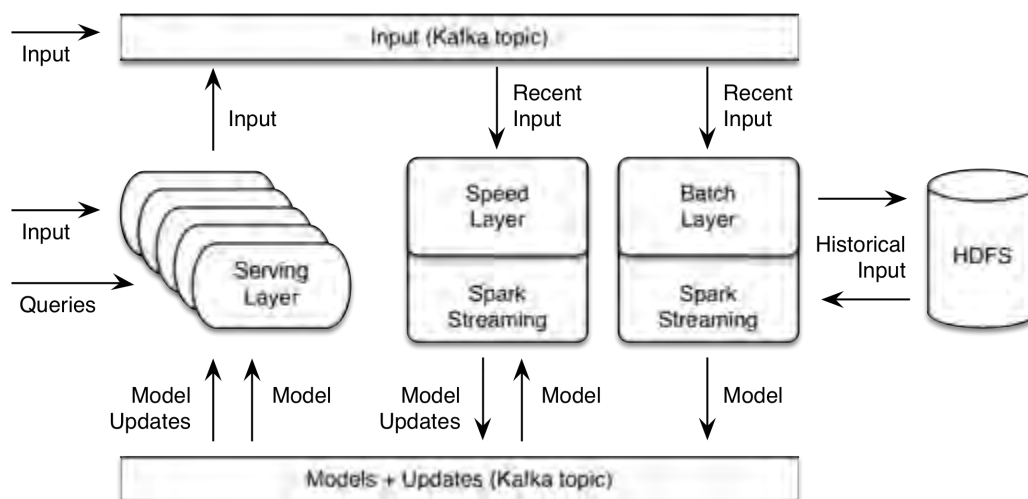 Input (Kafka topic)
Input
Input
Recent
Input
Recent
Input
Speed
Layer
Batch
Layer
Input
Queries
Serving
Layer
Spark
Streaming
Spark
Streaming
Historical
Input
HDFS
Model
Updates
Model
Model
Updates
Model
Model
Models + Updates (Kafka topic)